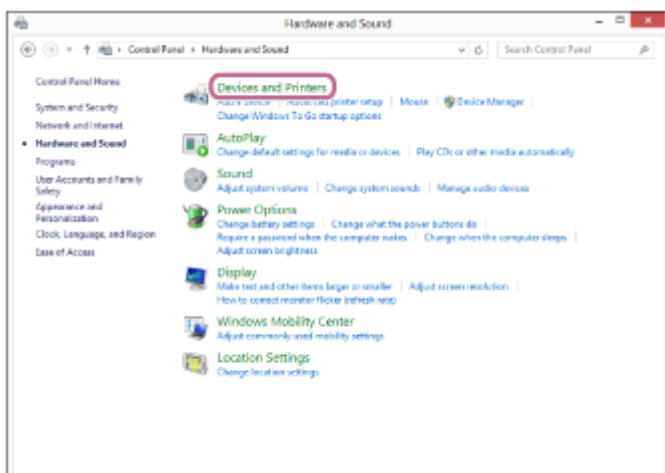 Hardware and Sound
Control Panel › Hardware and Sound
Search Control Panel
Control Panel Home
System and Security
Network and Internet
Hardware and Sound
Programs
User Accounts and Family
Safety
Appearance and
Personalization
Clock, Language, and Region
Ease of Access
Devices and Printers
Add a device | Advanced printer setup | Mouse | Device Manager
Change Windows To Go startup options
AutoPlay
Change default settings for media or devices | Play CDs or other media automatically
Sound
Adjust system volume | Change system sounds | Manage audio devices
Power Options
Change battery settings | Change what the power buttons do
Require a password when the computer wakes | Change when the computer sleeps
Adjust screen brightness
Display
Make text and other items larger or smaller | Adjust screen resolution
How to correct monitor flicker (refresh rate)
Windows Mobility Center
Adjust commonly used mobility settings
Location Settings
Change location settings